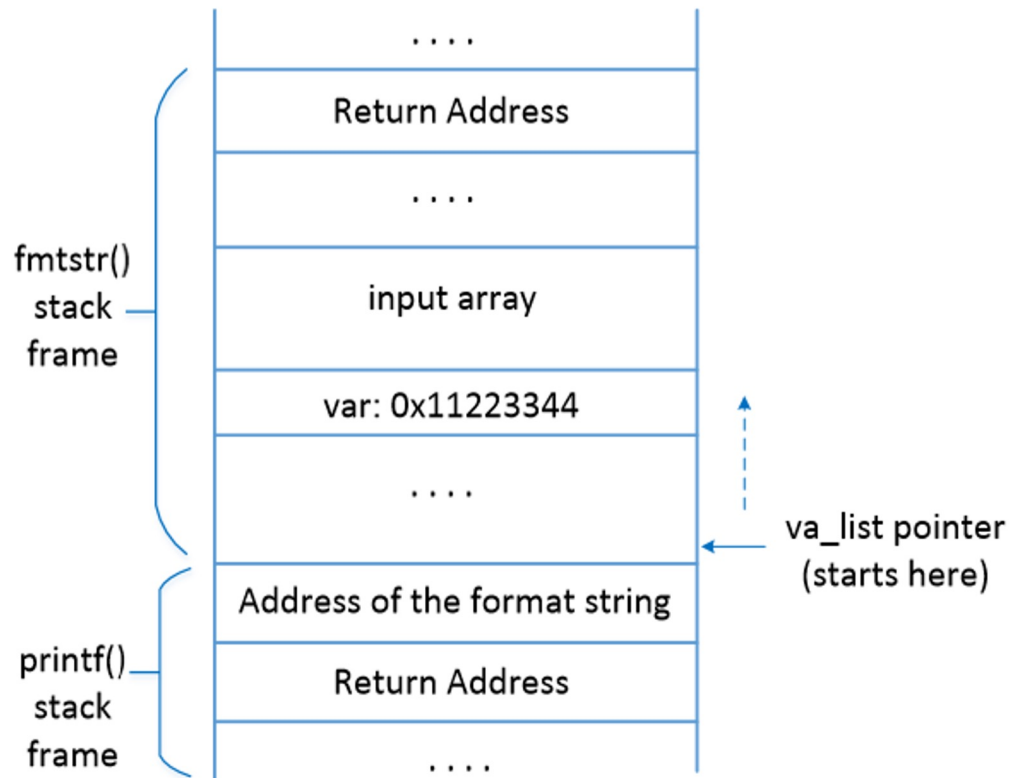 ....
Return Address
....
fmtstr()
stack
frame
input array
var: 0x11223344
....
va_list pointer
(starts here)
Address of the format string
printf()
stack
frame
Return Address
....